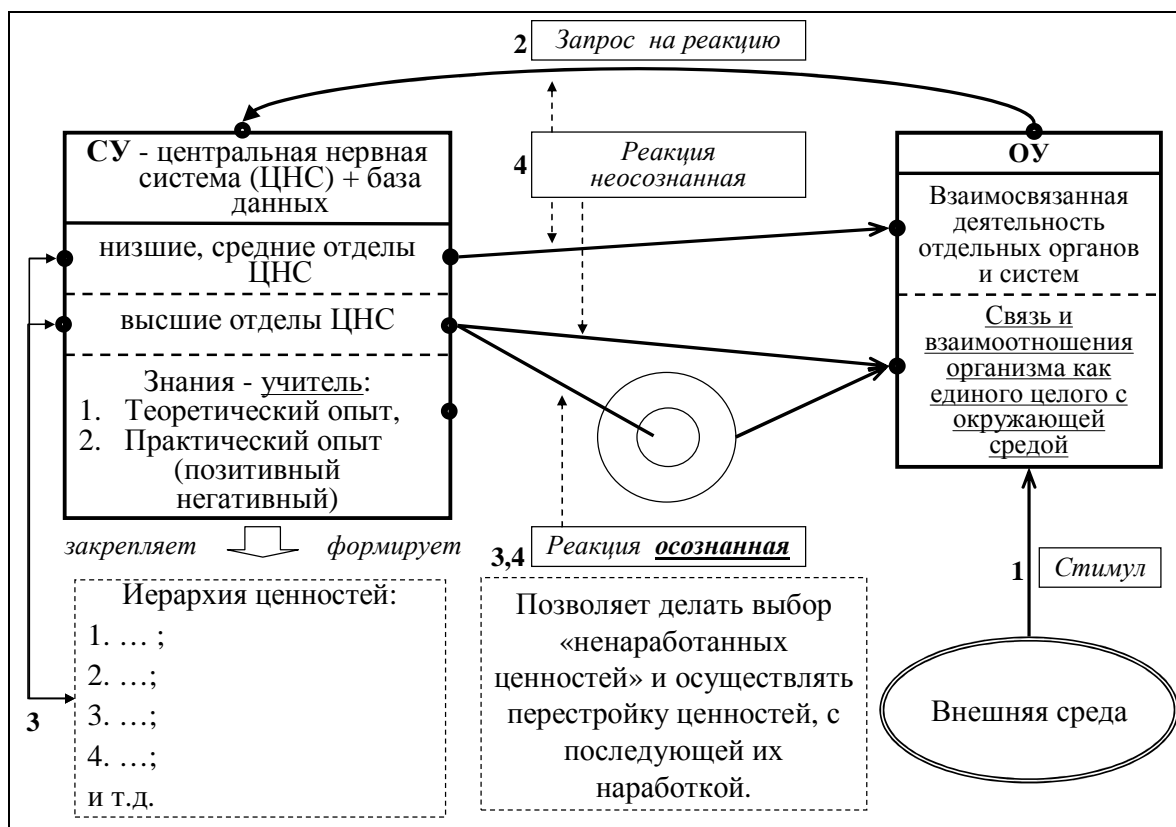 2 Запрос на реакцию
СУ - центральная нервная
система (ЦНС) + база
данных
низшие, средние отделы
ЦНС
высшие отделы ЦНС
Знания - учитель:
1. Теоретический опыт,
2. Практический опыт
(позитивный
негативный)
4 Реакция
неосознанная
ОУ
Взаимосвязанная
деятельность
отдельных органов
и систем
Связь и
взаимоотношения
организма как
единого целого с
окружающей
средой
закрепляет формирует
3,4 Реакция осознанная
1 Стимул
Иерархия ценностей:
1. … ;
2. …;
3. …;
4. …;
и т.д.
3
Позволяет делать выбор
«ненаработанных
ценностей» и осуществлять
перестройку ценностей, с
последующей их
наработкой.
Внешняя среда